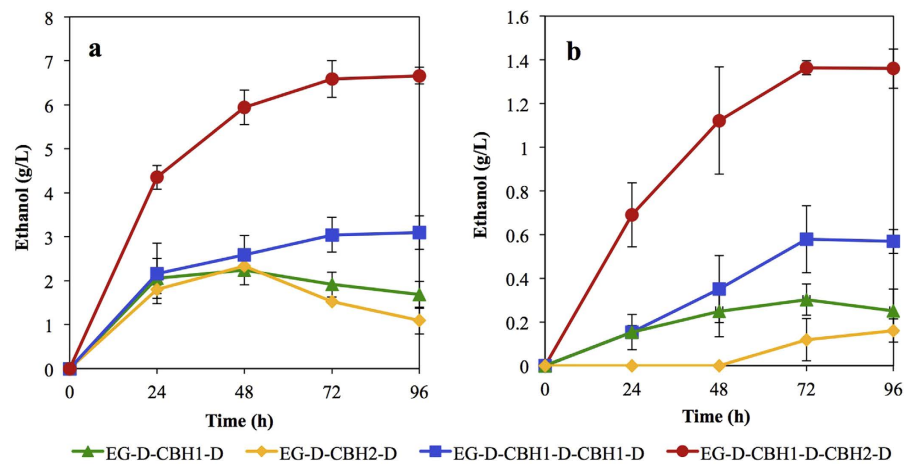 a
Ethanol (g/L)
8
7
6
5
4
3
2
1
0
0 24 48 72 96
Time (h)
b
Ethanol (g/L)
1.6
1.4
1.2
1
0.8
0.6
0.4
0.2
0
0 24 48 72 96
Time (h)
EG-D-CBH1-D EG-D-CBH2-D EG-D-CBH1-D-CBH1-D EG-D-CBH1-D-CBH2-D